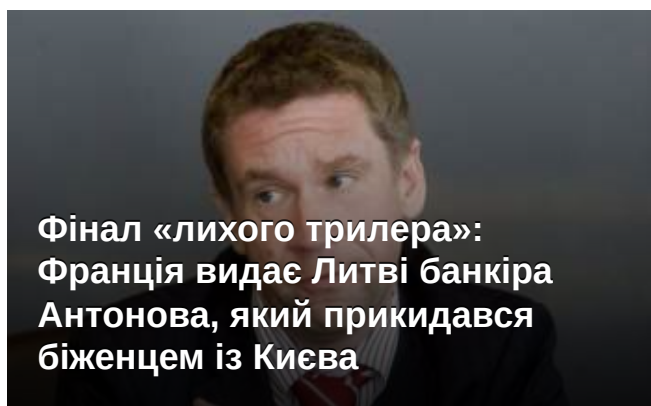 Фінал «лихого трилера»:
Франція видає Литві банкіра
Антонова, який прикидався
біженцем із Києва